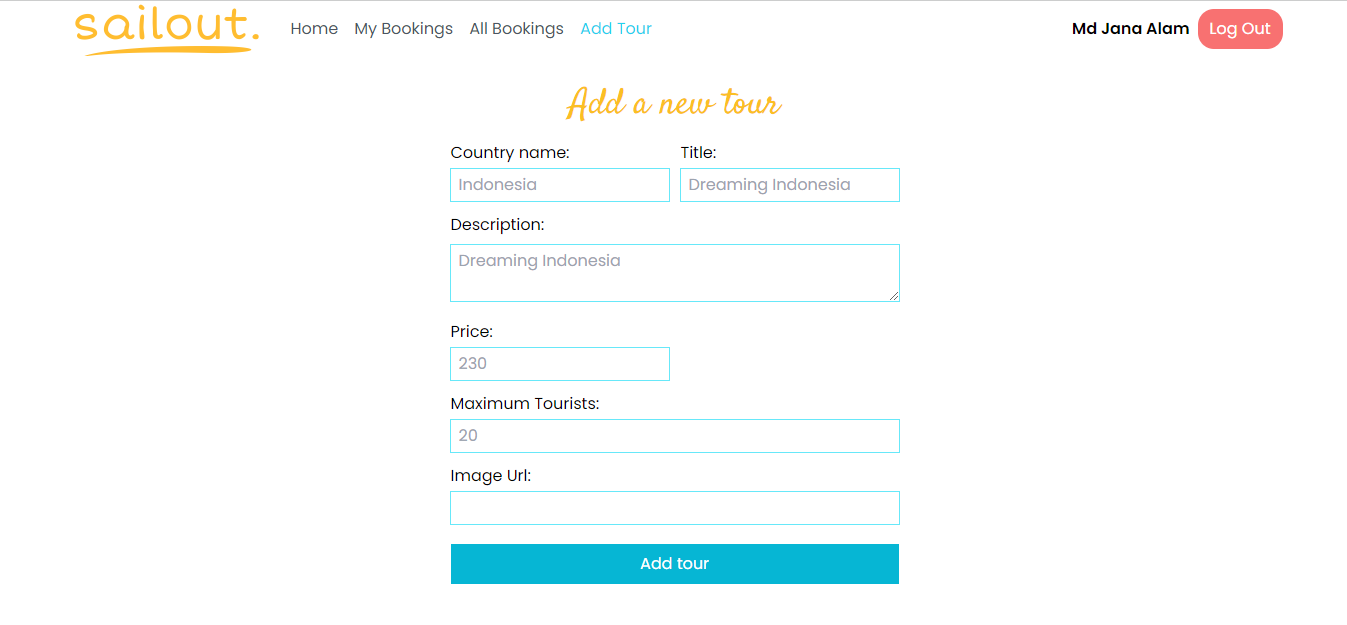 sailout. Home My Bookings All Bookings Add Tour Md Jana Alam Log Out
Add a new tour
Country name: Title:
Indonesia Dreaming Indonesia
Description:
Dreaming Indonesia
Price:
230
Maximum Tourists:
20
Image Url:
Add tour